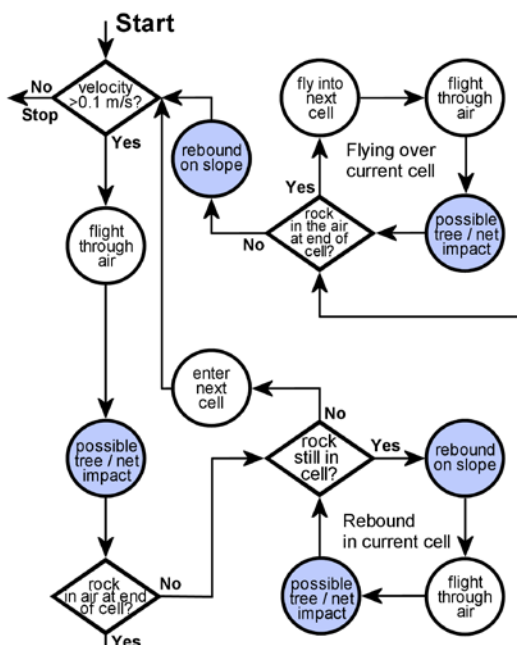 Start
No
Stop
velocity
>0.1 m/s?
Yes
flight
through
air
possible
tree / net
impact
rock
in air at end
of cell?
No
Yes
rebound
on slope
No
rock
in the air
at end of
cell?
Yes
fly into
next
cell
flight
through
air
Flying over
current cell
possible
tree / net
impact
enter
next
cell
No
rock
still in
cell?
Yes
rebound
on slope
Rebound
in current cell
flight
through
air
possible
tree / net
impact